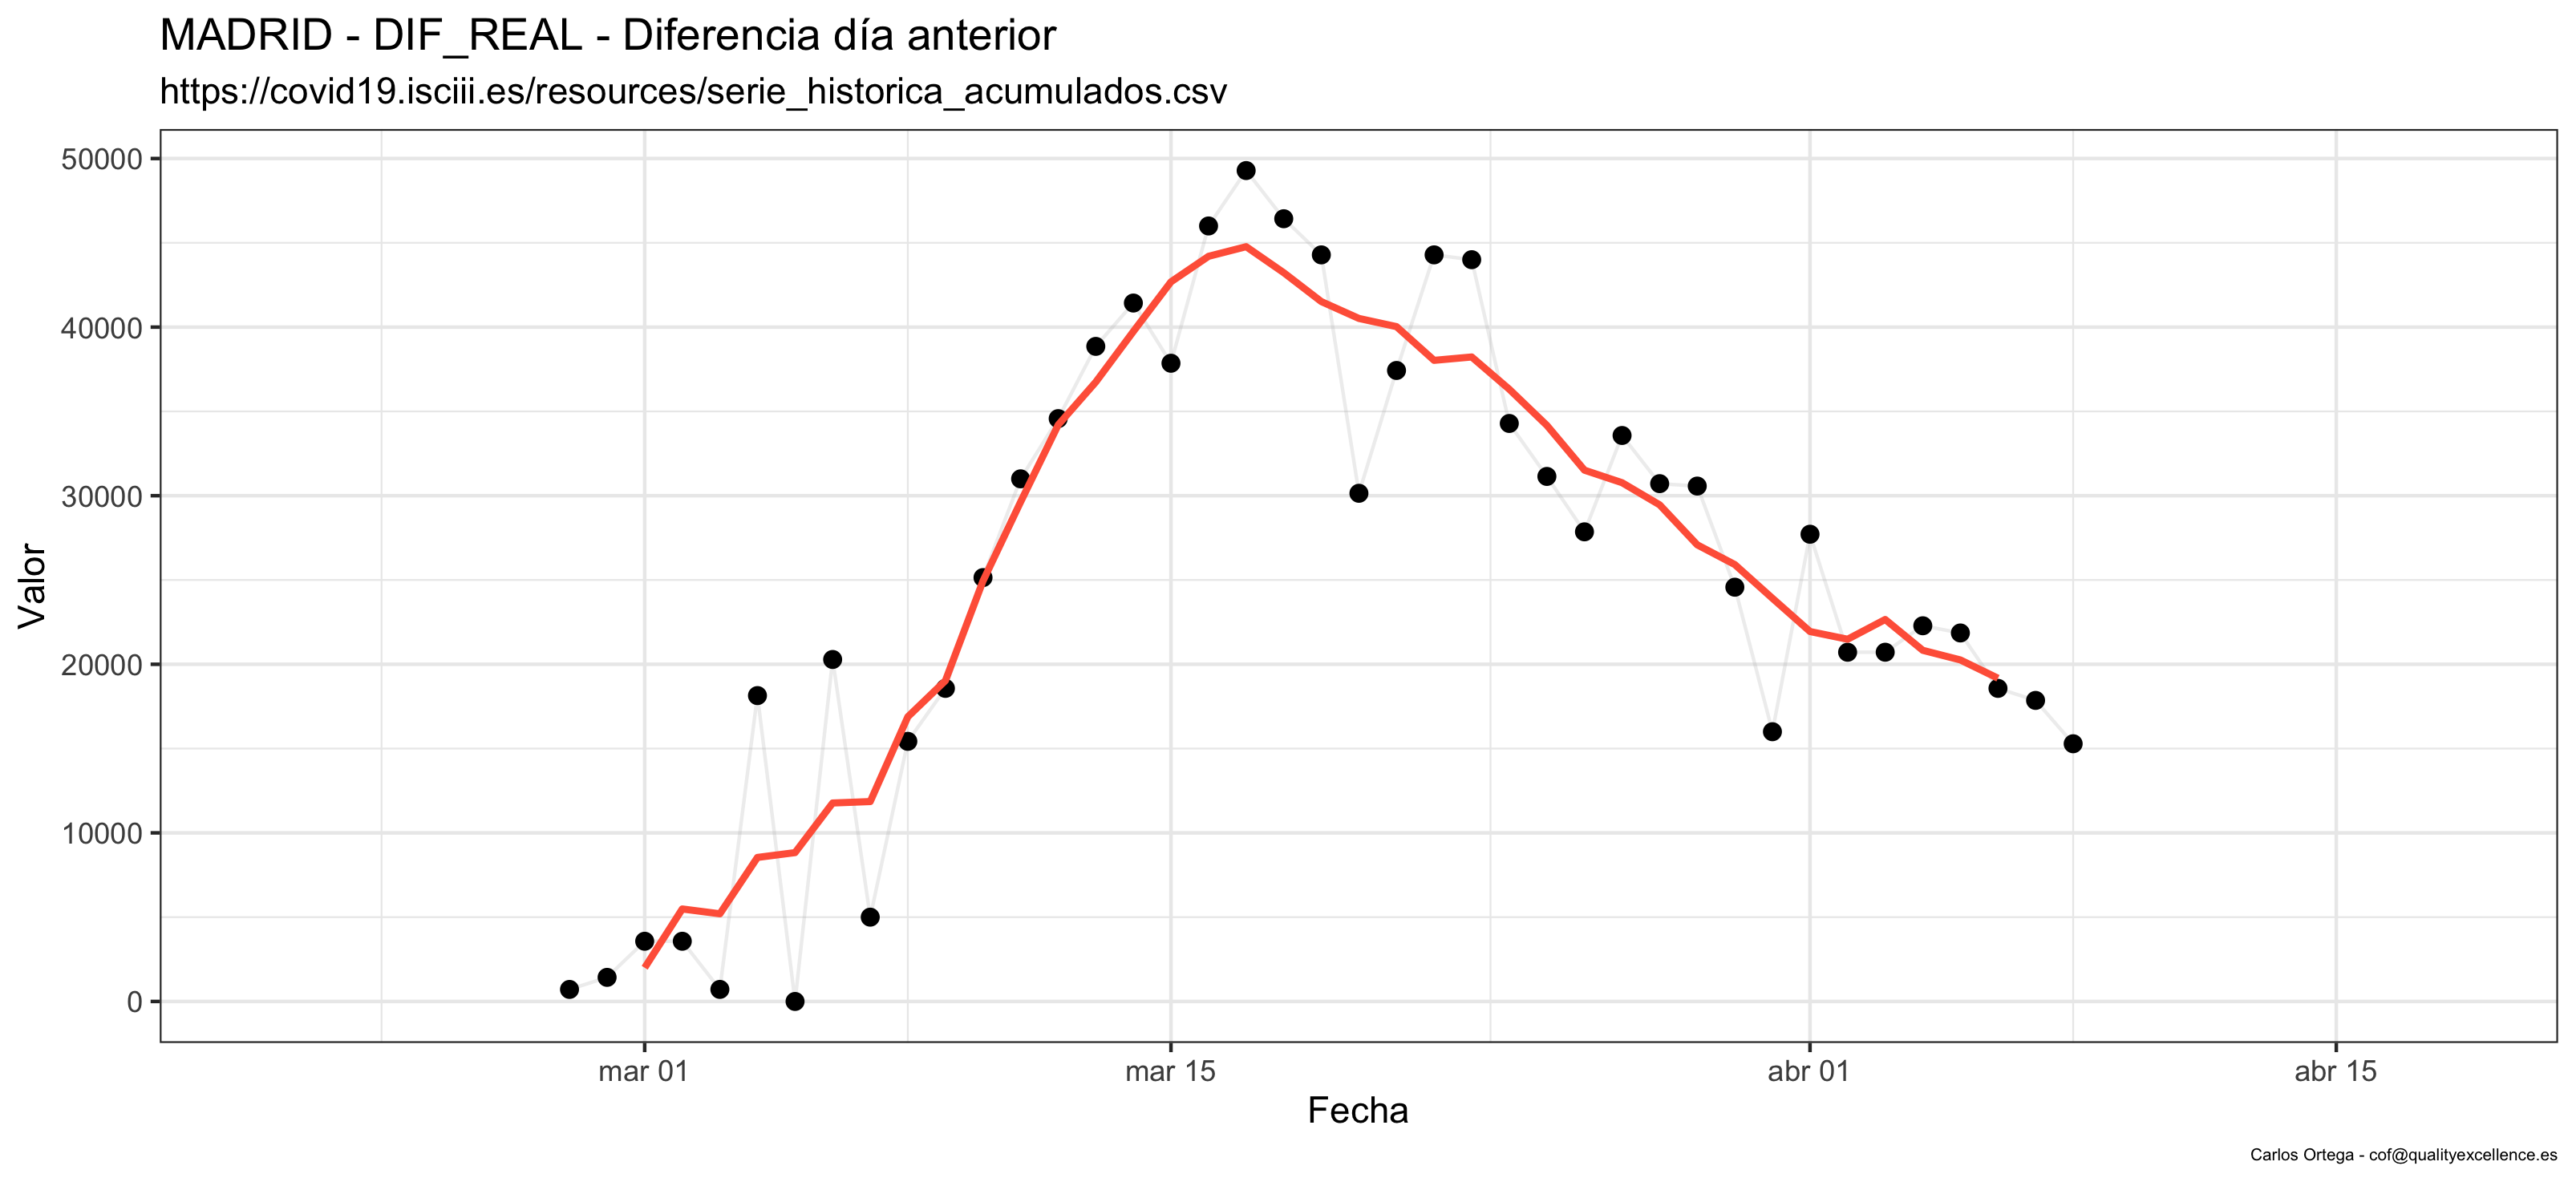 MADRID - DIF_REAL - Diferencia día anterior
https://covid19.isciii.es/resources/serie_historica_acumulados.csv
50000
40000
30000
20000
10000
0
Valor
mar 01
mar 15
abr 01
abr 15
Fecha
Carlos Ortega - cof@qualityexcellence.es